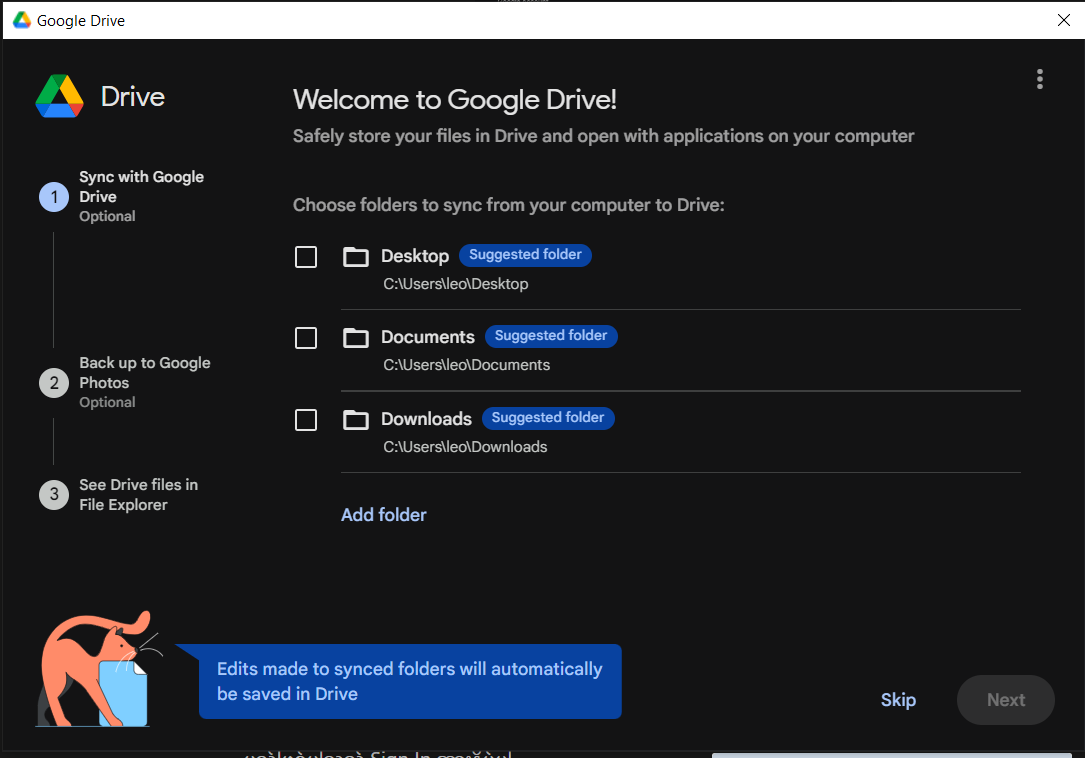 Google Drive
Drive
Welcome to Google Drive!
Safely store your files in Drive and open with applications on your computer
1
Sync with Google
Drive
Optional
2
Back up to Google
Photos
Optional
3
See Drive files in
File Explorer
Choose folders to sync from your computer to Drive:
Desktop Suggested folder
C:\Users\leo\Desktop
Documents Suggested folder
C:\Users\leo\Documents
Downloads Suggested folder
C:\Users\leo\Downloads
Add folder
Edits made to synced folders will automatically
be saved in Drive
Skip
Next
Sign In